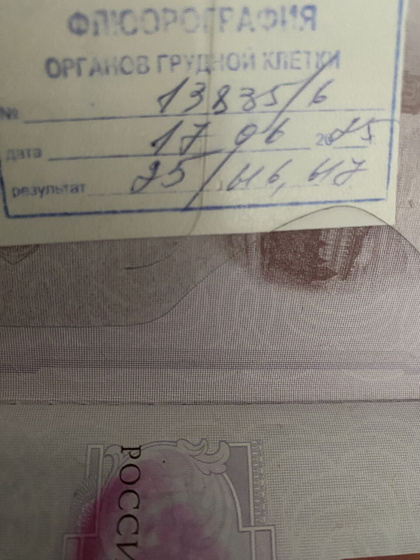 ФЛЮОРОГРАФИЯ
ОРГАНОВ ГРУДНОЙ КЛЕТКИ
№ 13835/6
дата 17 06 2025
результат
РОССИ